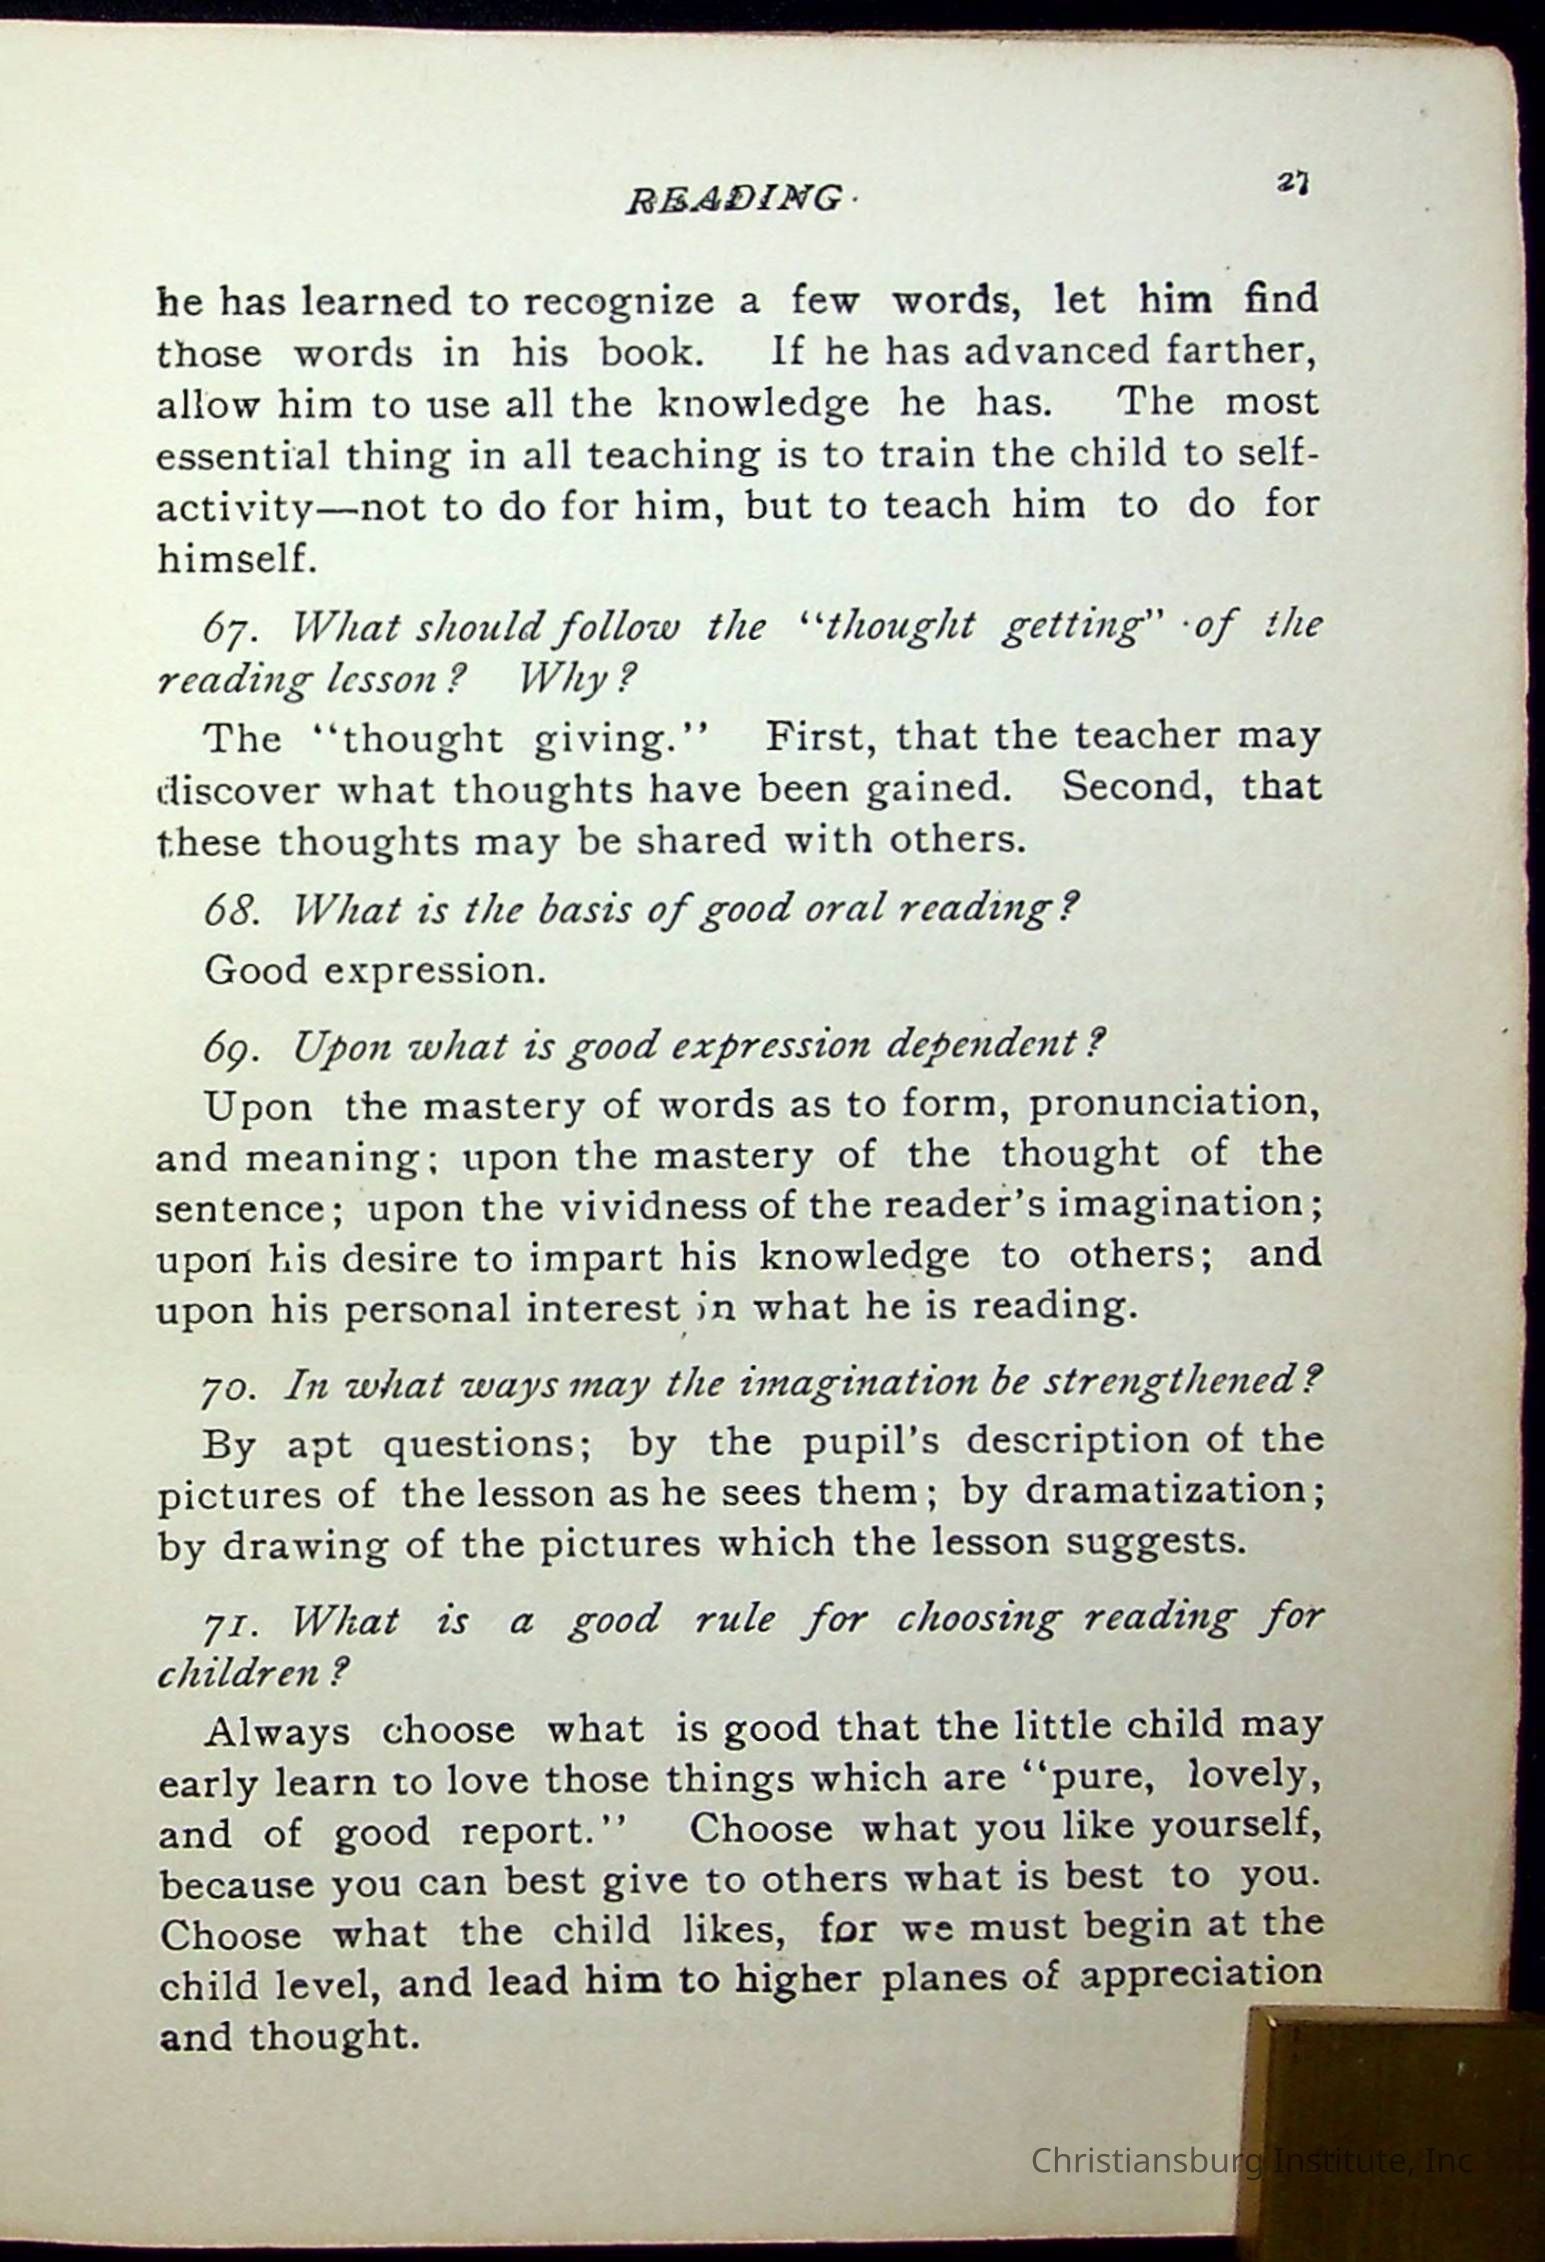 READING.
27
he has learned to recognize a few words, let him find
those words in his book. If he has advanced farther,
allow him to use all the knowledge he has. The most
essential thing in all teaching is to train the child to self-
activity—not to do for him, but to teach him to do for
himself.
67. What should follow the “thought getting” of the
reading lesson? Why?
The “thought giving.” First, that the teacher may
discover what thoughts have been gained. Second, that
these thoughts may be shared with others.
68. What is the basis of good oral reading?
Good expression.
69. Upon what is good expression dependent?
Upon the mastery of words as to form, pronunciation,
and meaning; upon the mastery of the thought of the
sentence; upon the vividness of the reader’s imagination;
upon his desire to impart his knowledge to others; and
upon his personal interest in what he is reading.
70. In what ways may the imagination be strengthened?
By apt questions; by the pupil’s description of the
pictures of the lesson as he sees them; by dramatization;
by drawing of the pictures which the lesson suggests.
71. What is a good rule for choosing reading for
children?
Always choose what is good that the little child may
early learn to love those things which are “pure, lovely,
and of good report.” Choose what you like yourself,
because you can best give to others what is best to you.
Choose what the child likes, for we must begin at the
child level, and lead him to higher planes of appreciation
and thought.
Christiansburg Institute, Inc